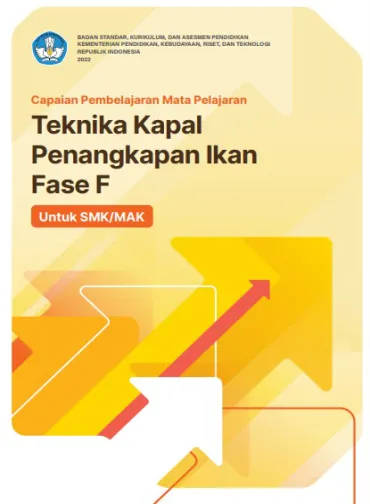 BADAN STANDAR, KURIKULUM, DAN ASESMEN PENDIDIKAN
KEMENTERIAN PENDIDIKAN, KEBUDAYAAN, RISET, DAN TEKNOLOGI
REPUBLIK INDONESIA
2022
Capaian Pembelajaran Mata Pelajaran
Teknika Kapal
Penangkapan Ikan
Fase F
Untuk SMK/MAK